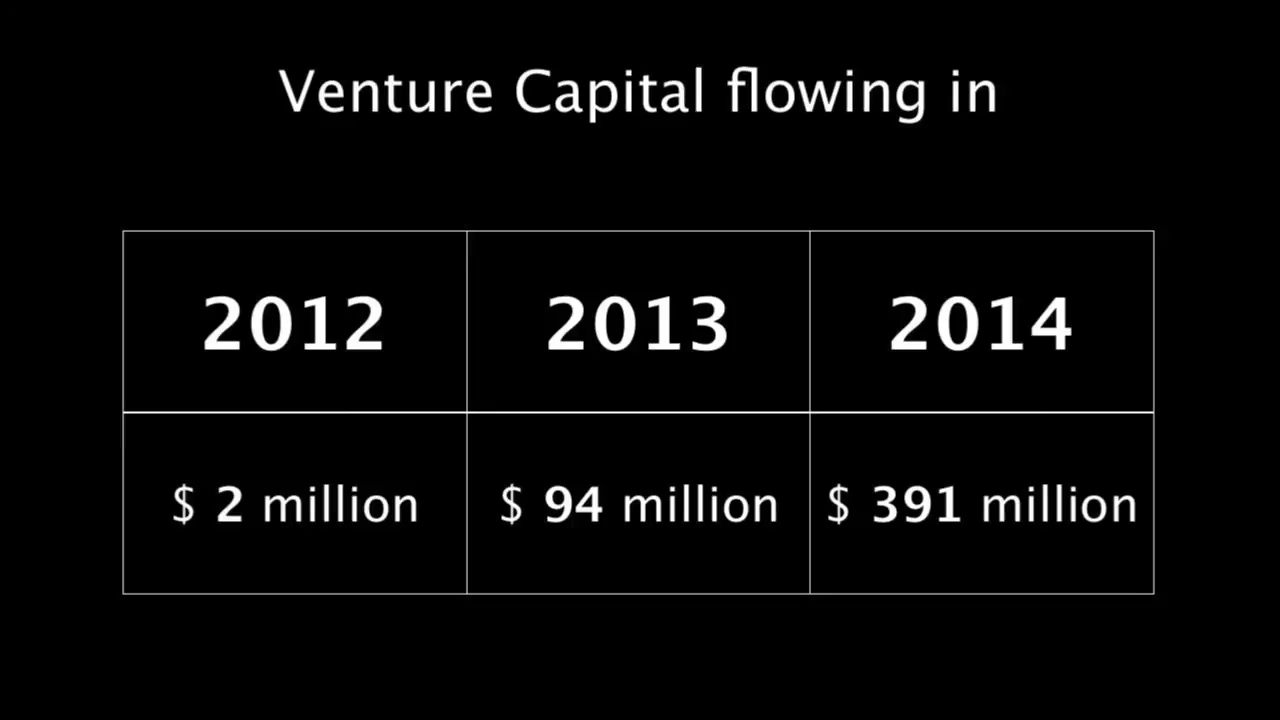 Venture Capital flowing in
2012 2013 2014
$ 2 million $ 94 million $ 391 million